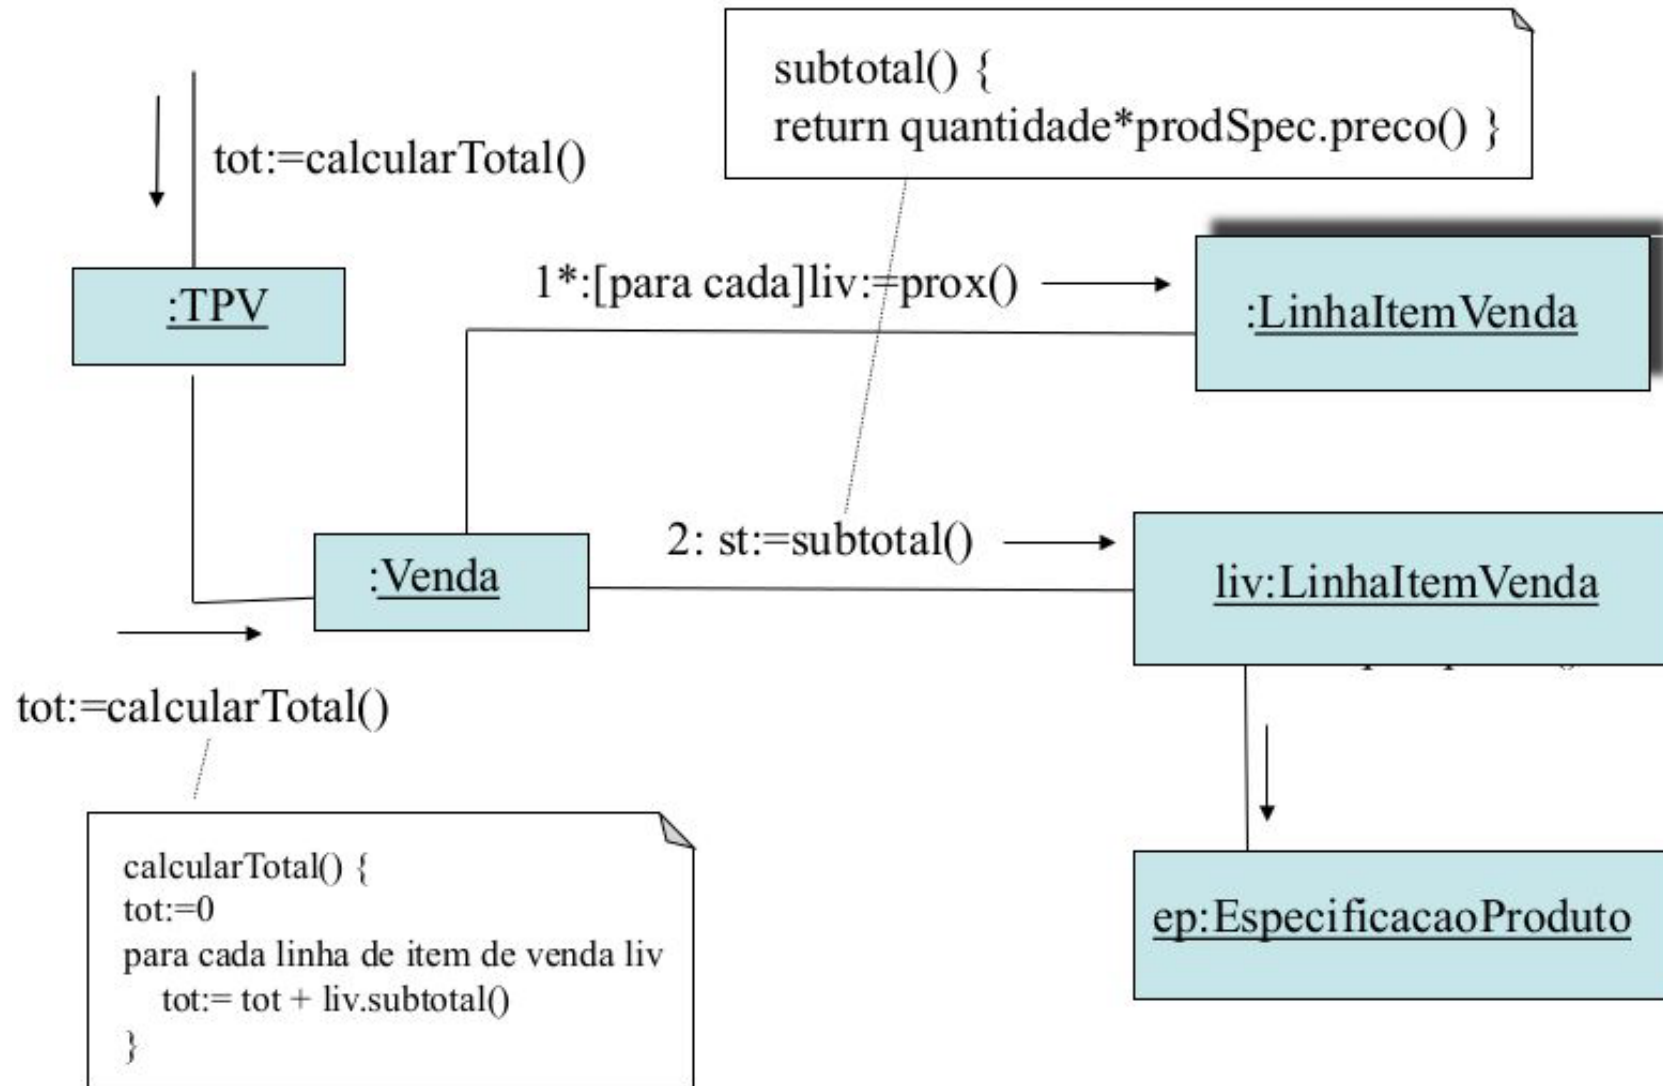 subtotal() {
return quantidade*prodSpec.preco() }
tot:=calcularTotal()
1*:[para cada]liv:=prox()
:TPV
:LinhaItemVenda
2: st:=subtotal()
:Venda
liv:LinhaItemVenda
tot:=calcularTotal()
calcularTotal() {
tot:=0
para cada linha de item de venda liv
tot:= tot + liv.subtotal()
}
ep:EspecificacaoProduto